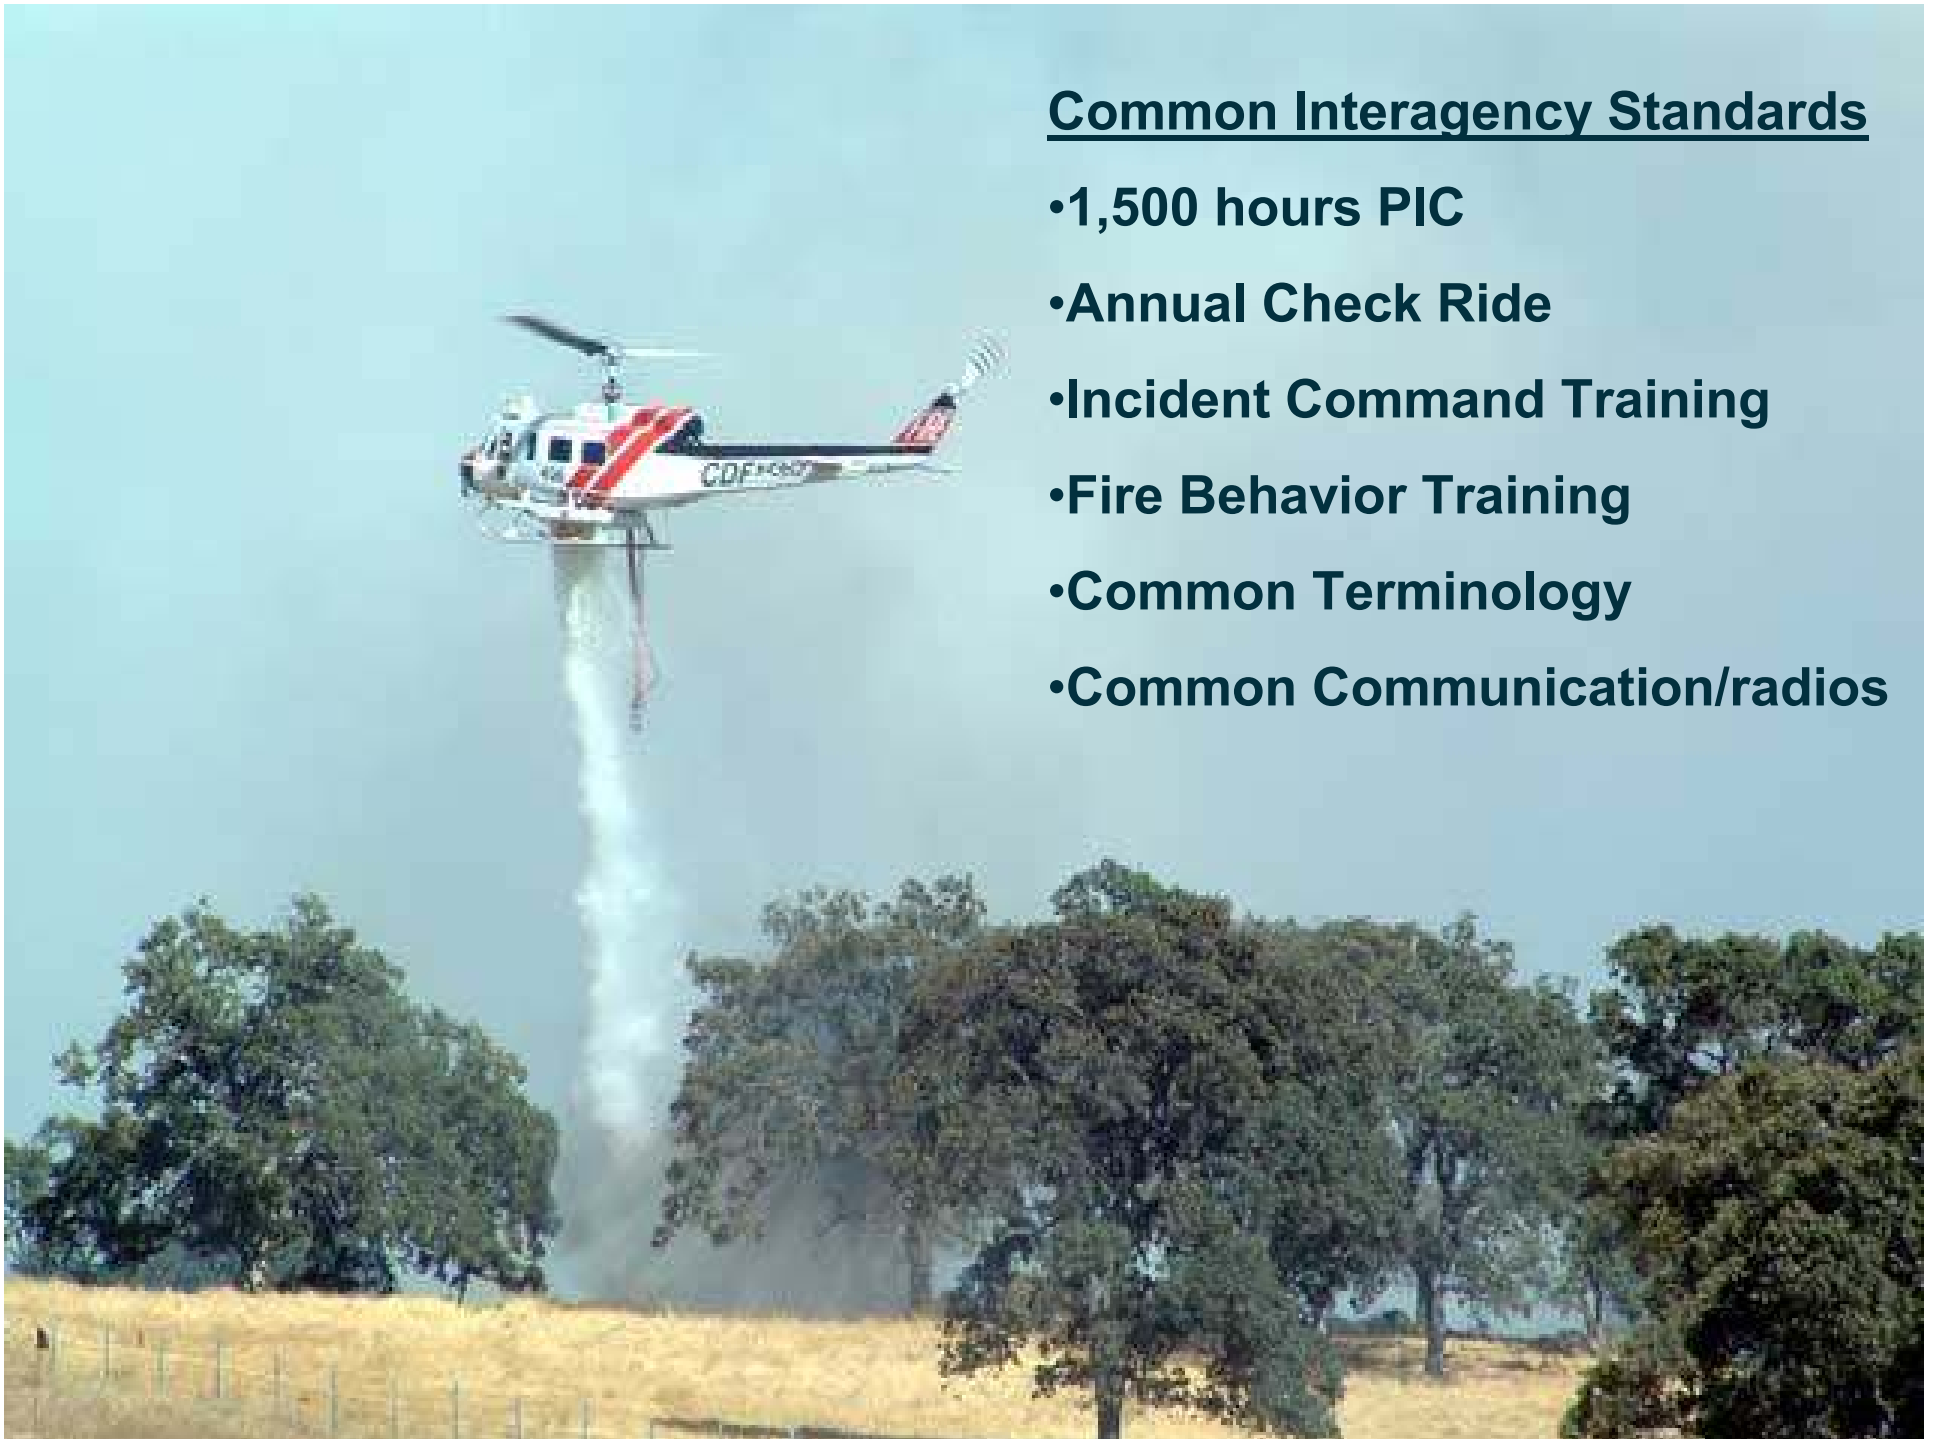 Common Interagency Standards
•1,500 hours PIC
•Annual Check Ride
•Incident Command Training
•Fire Behavior Training
•Common Terminology
•Common Communication/radios
CDF